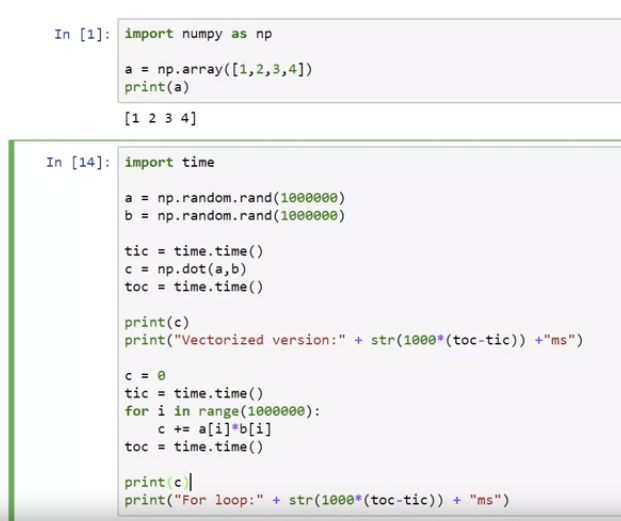 In [1]: import numpy as np
a = np.array([1,2,3,4])
print(a)
[1 2 3 4]
In [14]: import time
a = np.random.rand(1000000)
b = np.random.rand(1000000)
tic = time.time()
c = np.dot(a,b)
toc = time.time()
print(c)
print("Vectorized version:" + str(1000*(toc-tic)) +"ms")
c = 0
tic = time.time()
for i in range(1000000):
    c += a[i]*b[i]
toc = time.time()
print(c)
print("For loop:" + str(1000*(toc-tic)) + "ms")